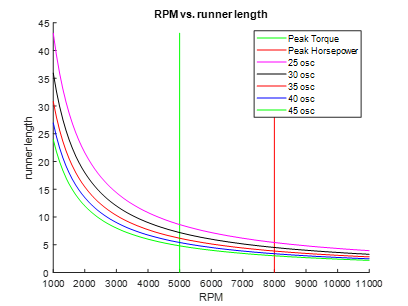 RPM vs. runner length
45
40
35
30
25
20
15
10
5
0
runner length
Peak Torque
Peak Horsepower
25 osc
30 osc
35 osc
40 osc
45 osc
1000 2000 3000 4000 5000 6000 7000 8000 9000 10000 11000
RPM